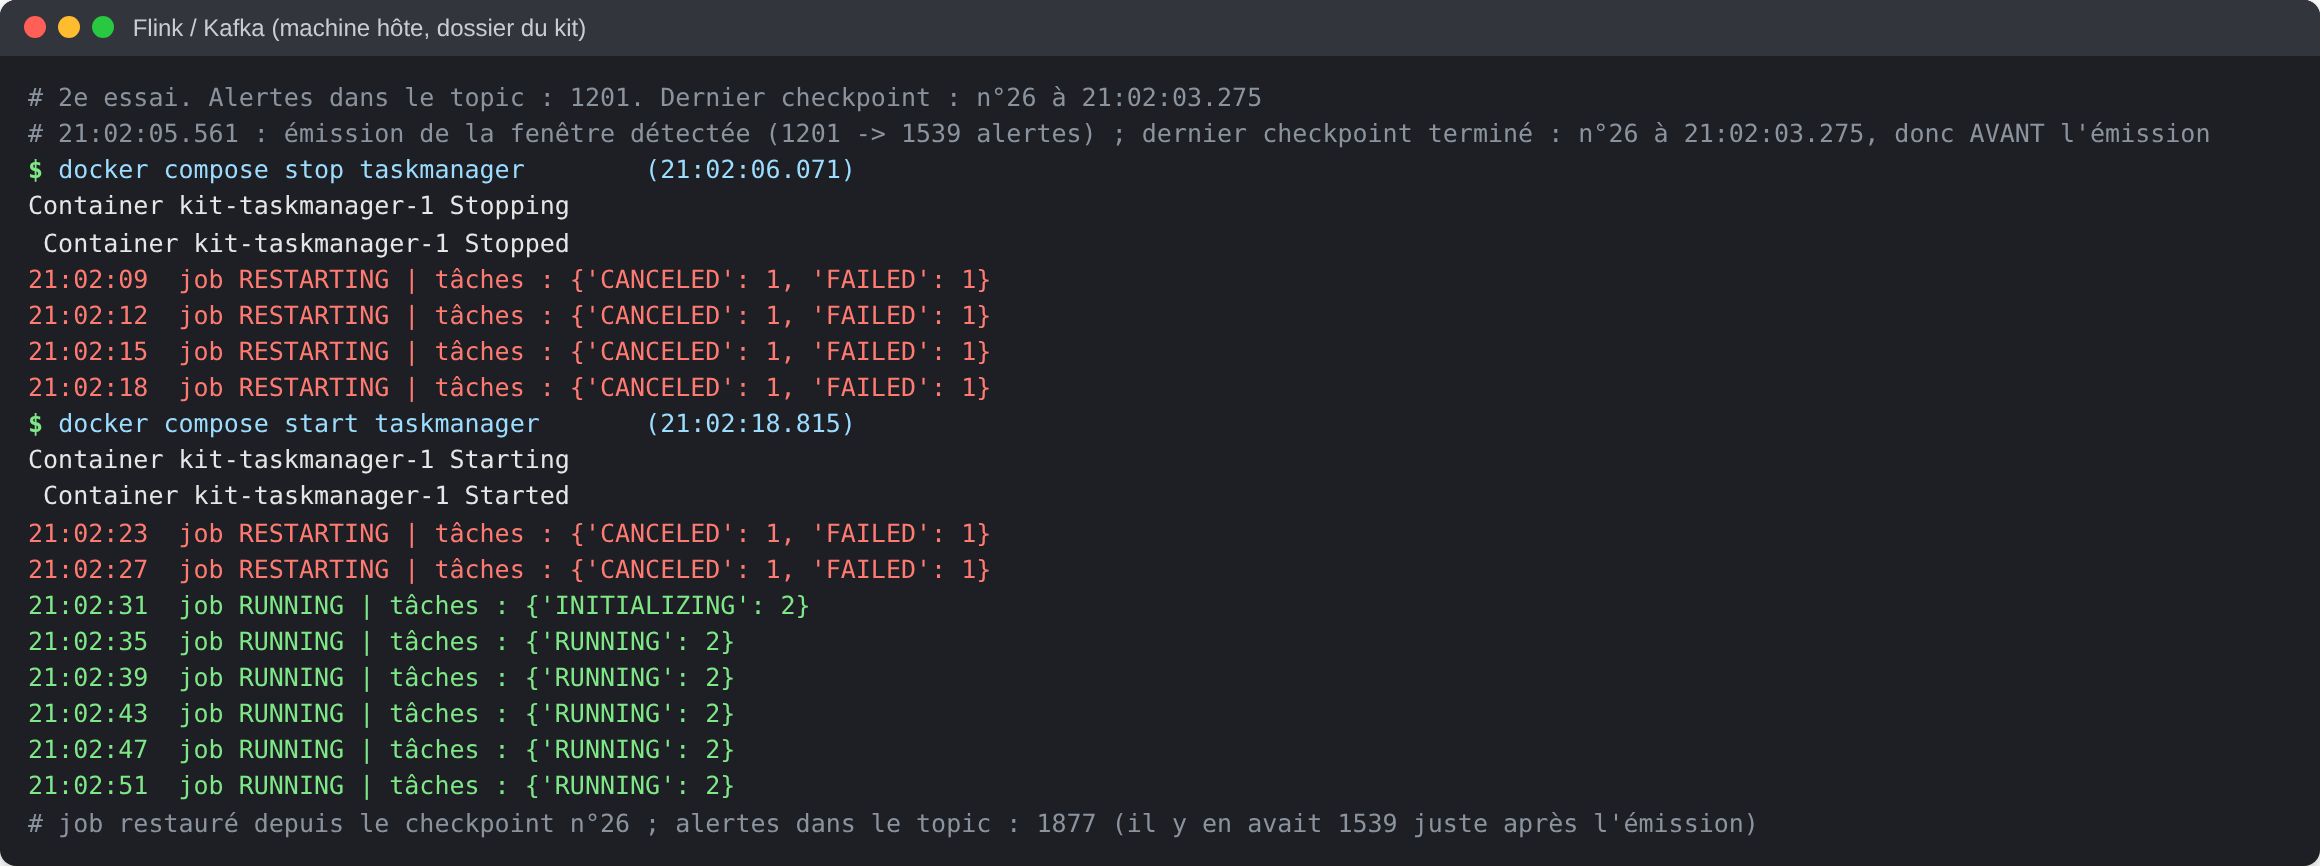 Flink / Kafka (machine hôte, dossier du kit)
# 2e essai. Alertes dans le topic : 1201. Dernier checkpoint : n°26 à 21:02:03.275
# 21:02:05.561 : émission de la fenêtre détectée (1201 -> 1539 alertes) ; dernier checkpoint terminé : n°26 à 21:02:03.275, donc AVANT l'émission
$ docker compose stop taskmanager        (21:02:06.071)
Container kit-taskmanager-1 Stopping
 Container kit-taskmanager-1 Stopped
21:02:09  job RESTARTING | tâches : {'CANCELED': 1, 'FAILED': 1}
21:02:12  job RESTARTING | tâches : {'CANCELED': 1, 'FAILED': 1}
21:02:15  job RESTARTING | tâches : {'CANCELED': 1, 'FAILED': 1}
21:02:18  job RESTARTING | tâches : {'CANCELED': 1, 'FAILED': 1}
$ docker compose start taskmanager       (21:02:18.815)
Container kit-taskmanager-1 Starting
 Container kit-taskmanager-1 Started
21:02:23  job RESTARTING | tâches : {'CANCELED': 1, 'FAILED': 1}
21:02:27  job RESTARTING | tâches : {'CANCELED': 1, 'FAILED': 1}
21:02:31  job RUNNING | tâches : {'INITIALIZING': 2}
21:02:35  job RUNNING | tâches : {'RUNNING': 2}
21:02:39  job RUNNING | tâches : {'RUNNING': 2}
21:02:43  job RUNNING | tâches : {'RUNNING': 2}
21:02:47  job RUNNING | tâches : {'RUNNING': 2}
21:02:51  job RUNNING | tâches : {'RUNNING': 2}
# job restauré depuis le checkpoint n°26 ; alertes dans le topic : 1877 (il y en avait 1539 juste après l'émission)